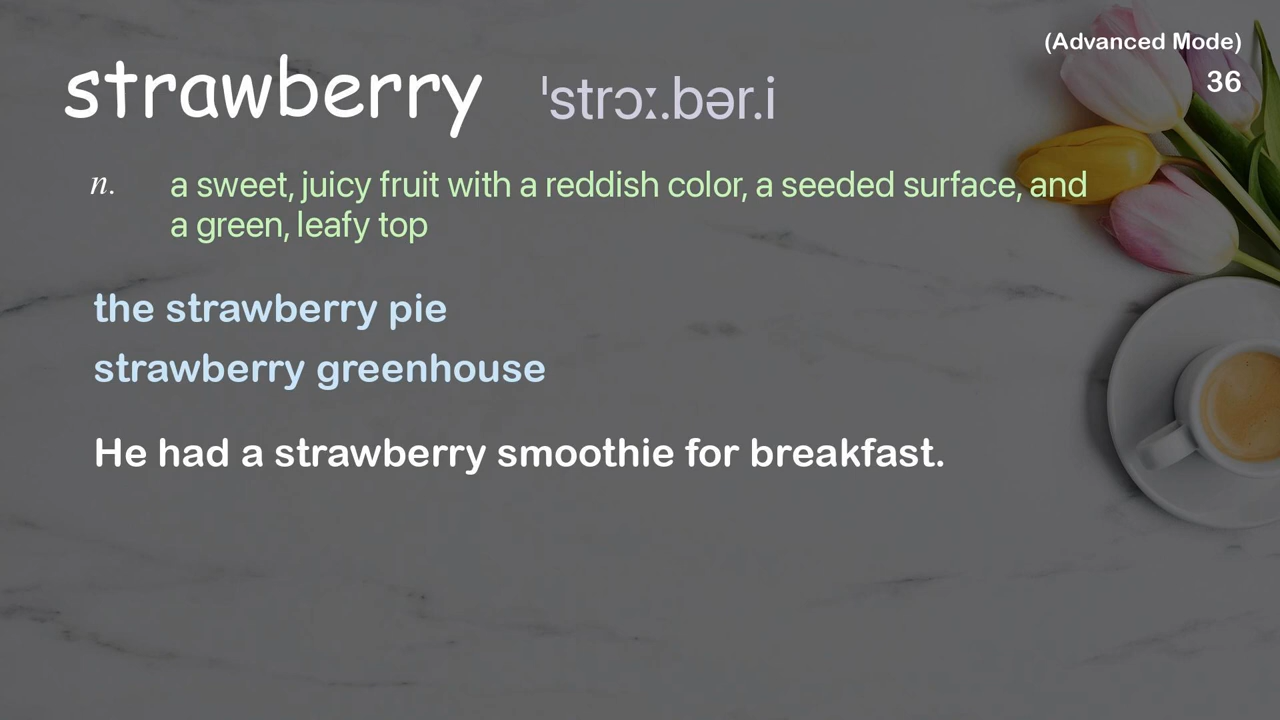 (Advanced Mode)
36
strawberry ˈstrɔː.bər.i
n. a sweet, juicy fruit with a reddish color, a seeded surface, and
a green, leafy top
the strawberry pie
strawberry greenhouse
He had a strawberry smoothie for breakfast.